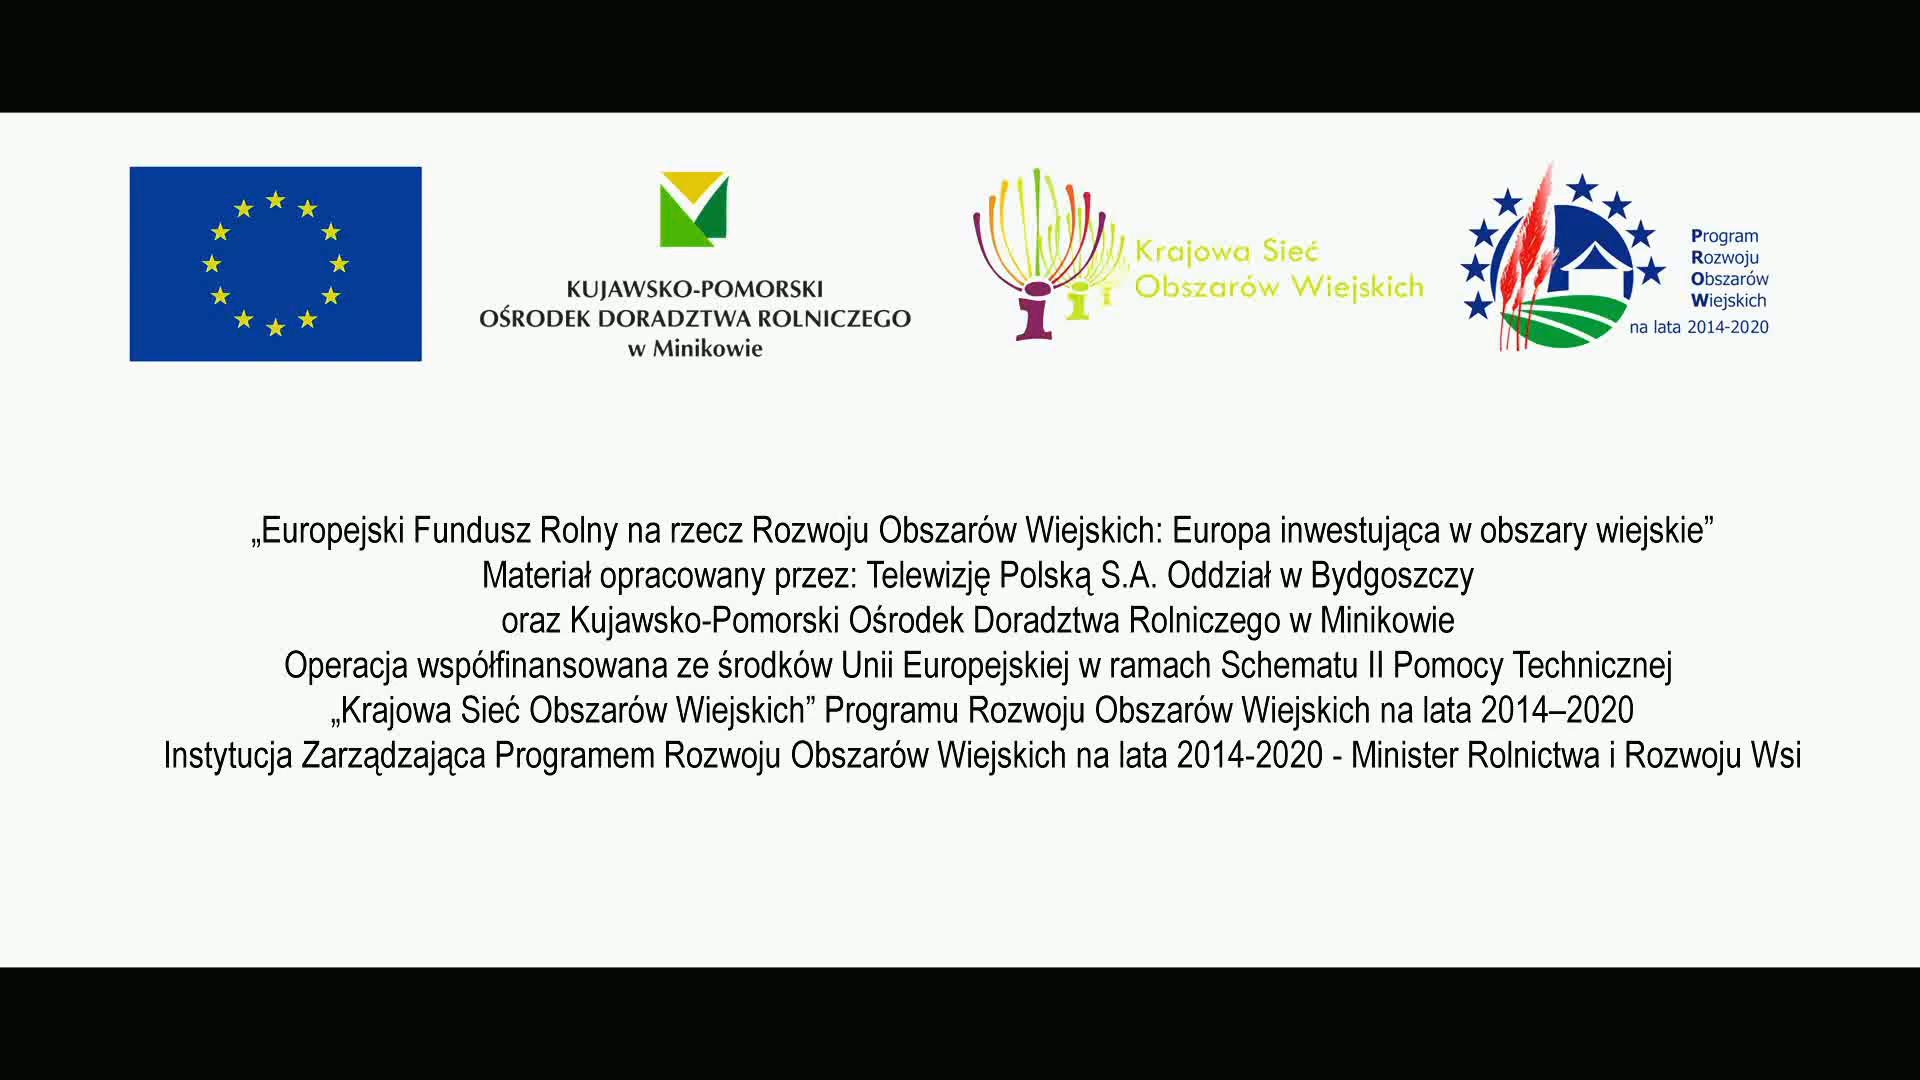 KUJAWSKO-POMORSKI
OŚRODEK DORADZTWA ROLNICZEGO
w Minikowie
Krajowa Sieć
Obszarów Wiejskich
Program
Rozwoju
Obszarów
Wiejskich
na lata 2014-2020
„Europejski Fundusz Rolny na rzecz Rozwoju Obszarów Wiejskich: Europa inwestująca w obszary wiejskie”
Materiał opracowany przez: Telewizję Polską S.A. Oddział w Bydgoszczy
oraz Kujawsko-Pomorski Ośrodek Doradztwa Rolniczego w Minikowie
Operacja współfinansowana ze środków Unii Europejskiej w ramach Schematu II Pomocy Technicznej
„Krajowa Sieć Obszarów Wiejskich” Programu Rozwoju Obszarów Wiejskich na lata 2014–2020
Instytucja Zarządzająca Programem Rozwoju Obszarów Wiejskich na lata 2014-2020 - Minister Rolnictwa i Rozwoju Wsi